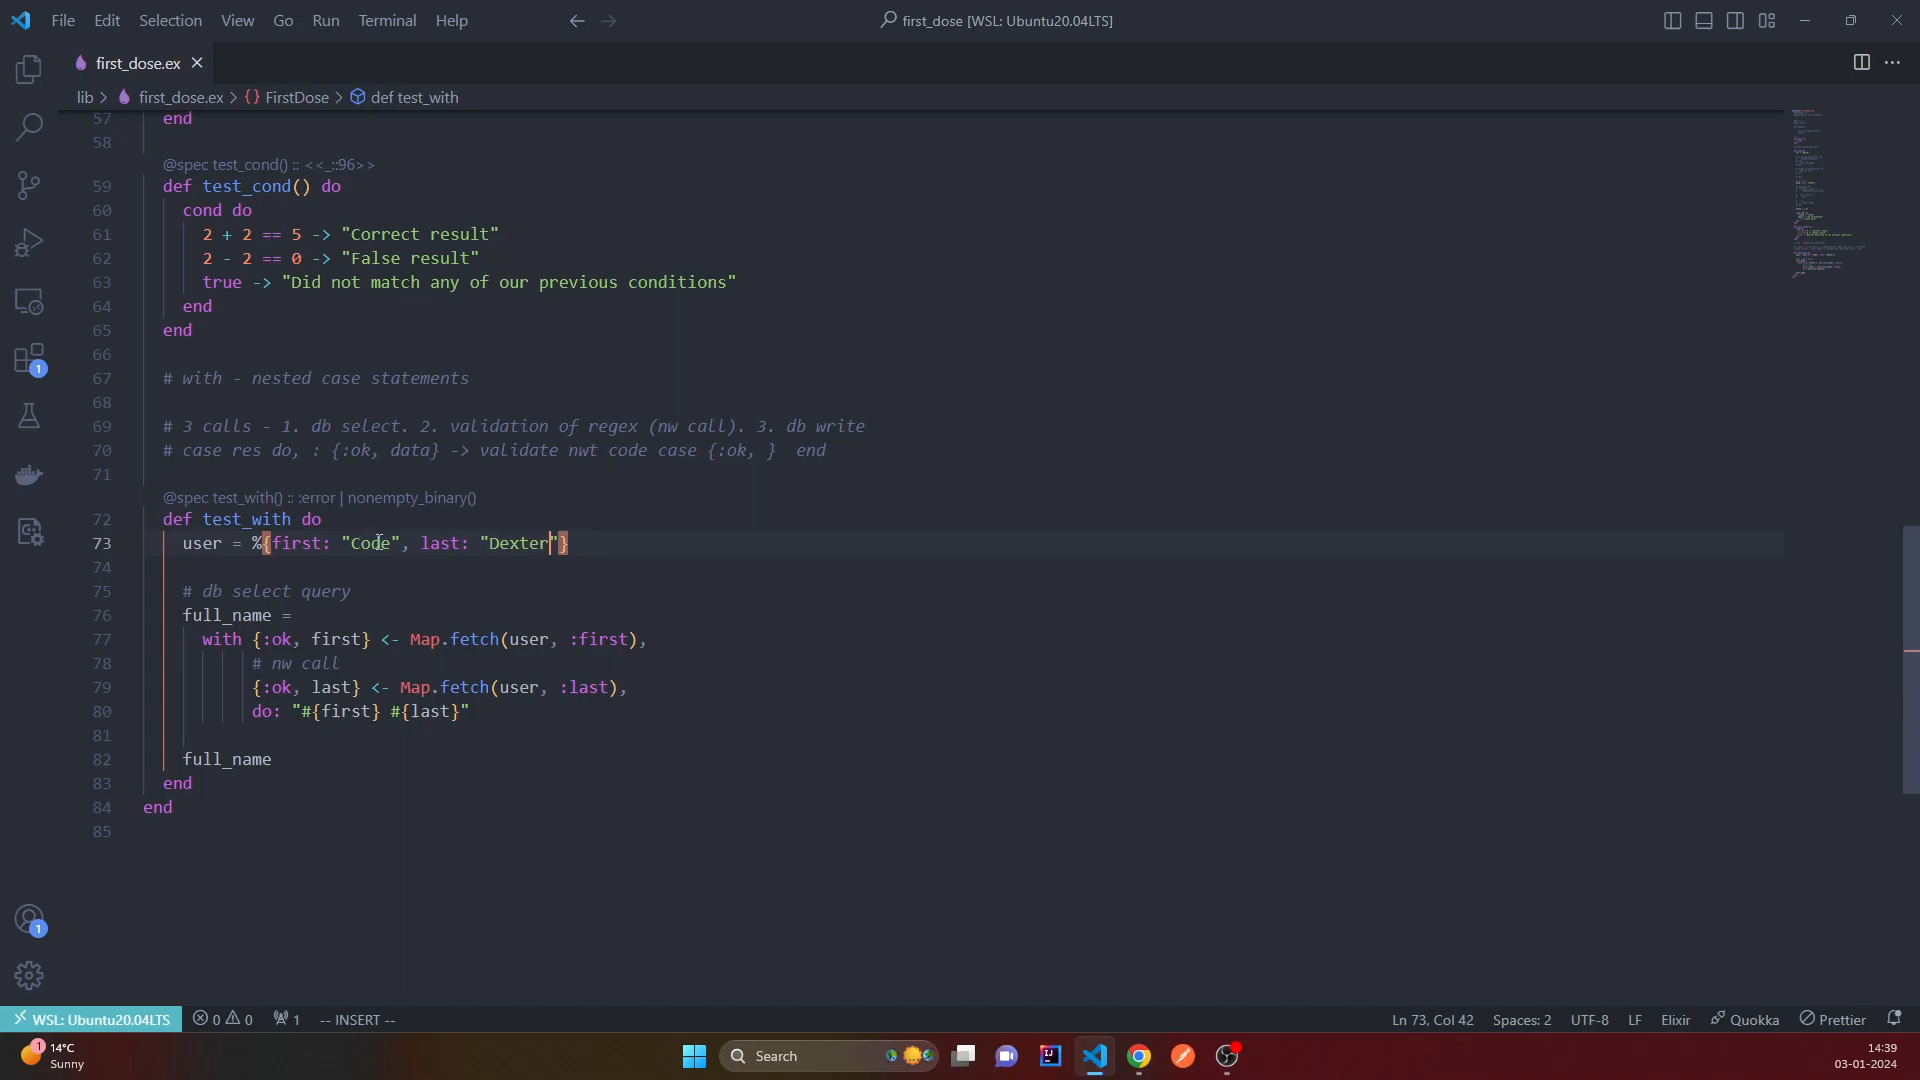 File Edit Selection View Go Run Terminal Help
first_dose [WSL: Ubuntu20.04LTS]
first_dose.ex
lib > first_dose.ex > {} FirstDose > def test_with
57 end
58
@spec test_cond() :: <<_::96>>
59 def test_cond() do
60 cond do
61 2 + 2 == 5 -> "Correct result"
62 2 - 2 == 0 -> "False result"
63 true -> "Did not match any of our previous conditions"
64 end
65 end
66
67 # with - nested case statements
68
69 # 3 calls - 1. db select. 2. validation of regex (nw call). 3. db write
70 # case res do, : {:ok, data} -> validate nwt code case {:ok, }  end
71
@spec test_with() :: :error | nonempty_binary()
72 def test_with do
73 user = %{first: "Code", last: "Dexter"}
74
75 # db select query
76 full_name =
77 with {:ok, first} <- Map.fetch(user, :first),
78 # nw call
79 {:ok, last} <- Map.fetch(user, :last),
80 do: "#{first} #{last}"
81
82 full_name
83 end
84 end
85
1
1
WSL: Ubuntu20.04LTS 0 0 1 -- INSERT -- Ln 73, Col 42 Spaces: 2 UTF-8 LF Elixir Quokka Prettier
1 14°C
Sunny
Search
14:39
03-01-2024